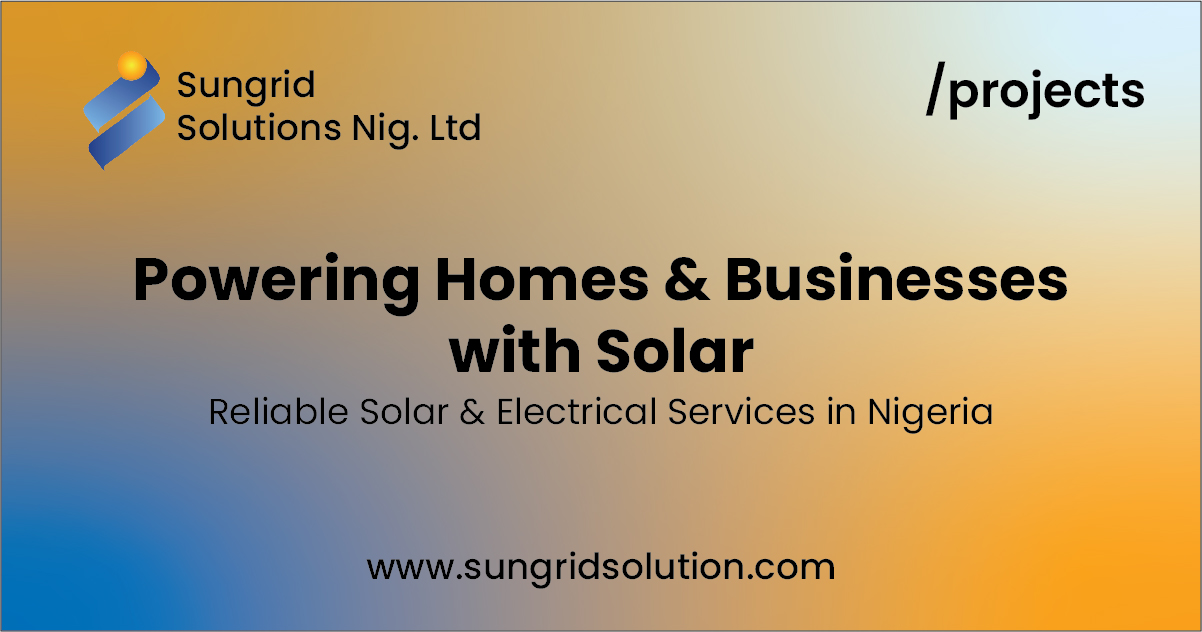 Sungrid
Solutions Nig. Ltd
/projects
Powering Homes & Businesses
with Solar
Reliable Solar & Electrical Services in Nigeria
www.sungridsolution.com